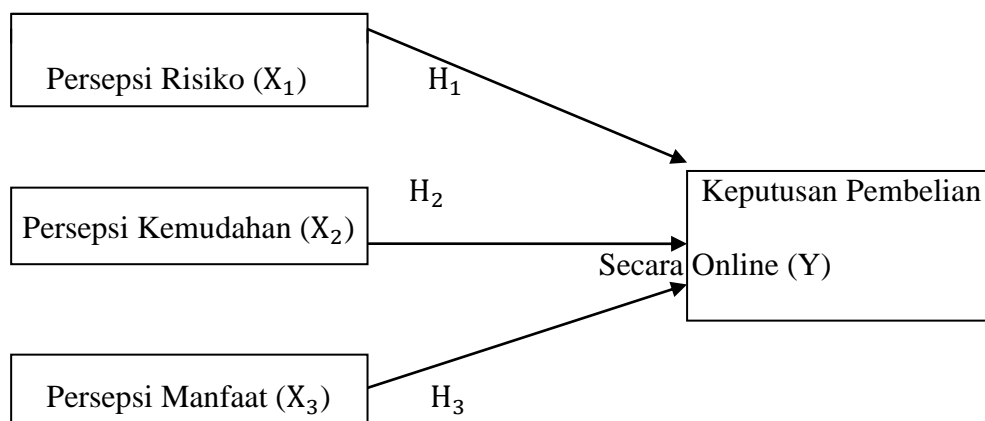 Persepsi Risiko (X₁)
H₁
Persepsi Kemudahan (X₂)
H₂
Keputusan Pembelian
Secara Online (Y)
Persepsi Manfaat (X₃)
H₃